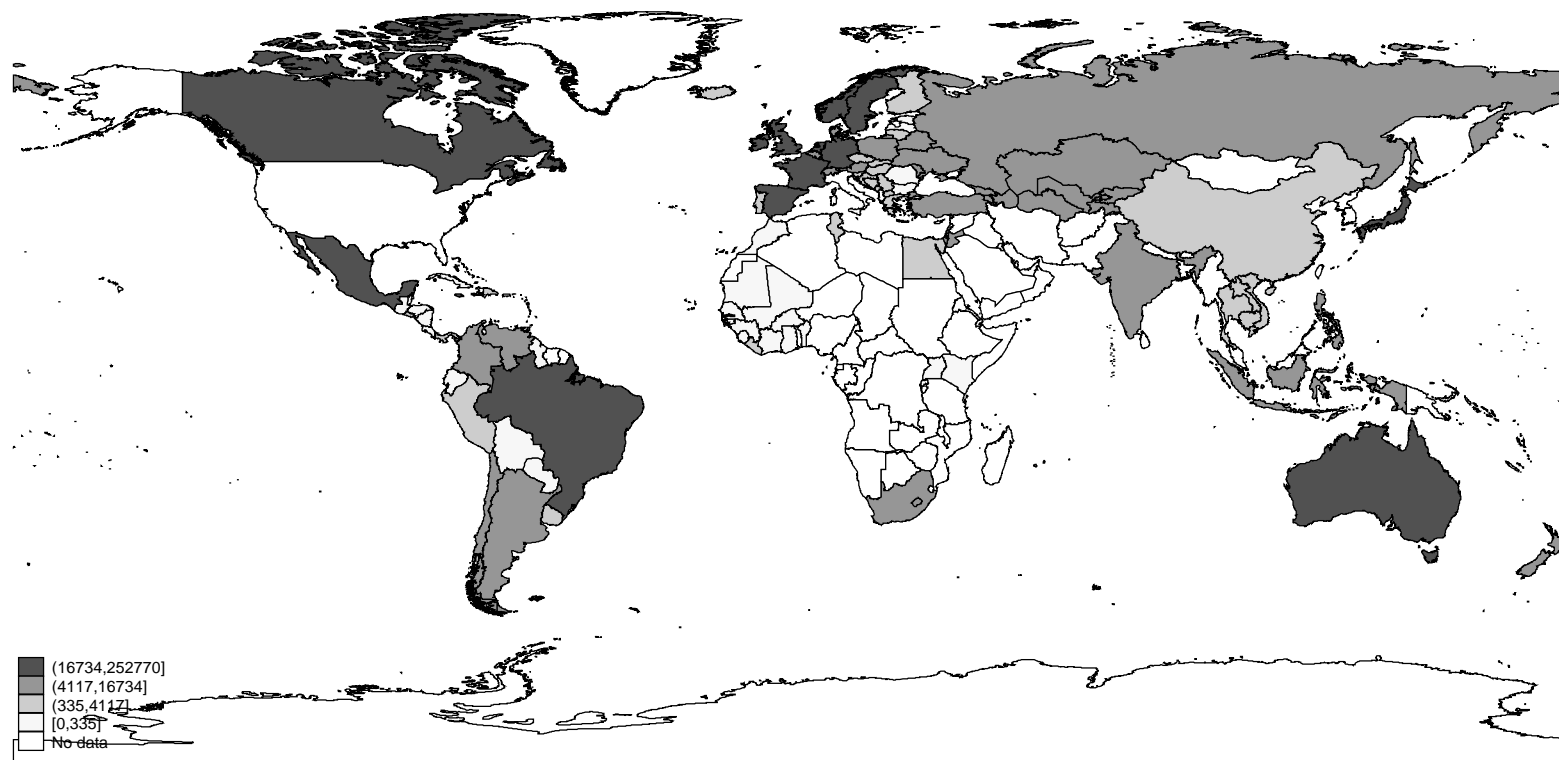 (16734,252770]
(4117,16734]
(335,4117]
[0,335]
No data